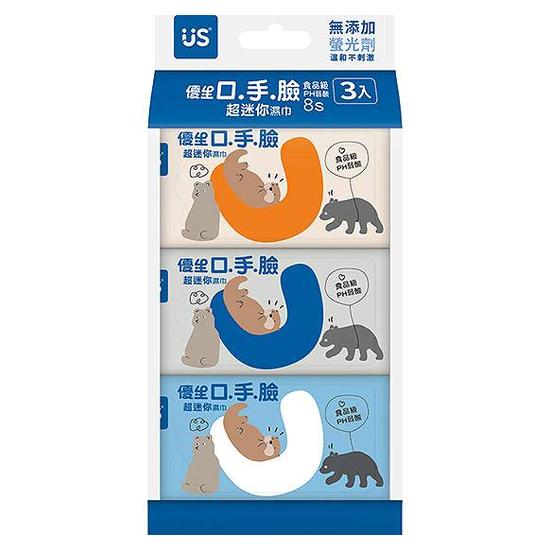 US
無添加
螢光劑
溫和不刺激
優生口.手.臉
食品級
PH弱酸
8s
3入
超迷你濕巾
優生口.手.臉
超迷你濕巾
食品級
PH弱酸
優生口.手.臉
超迷你濕巾
食品級
PH弱酸
優生口.手.臉
超迷你濕巾
食品級
PH弱酸